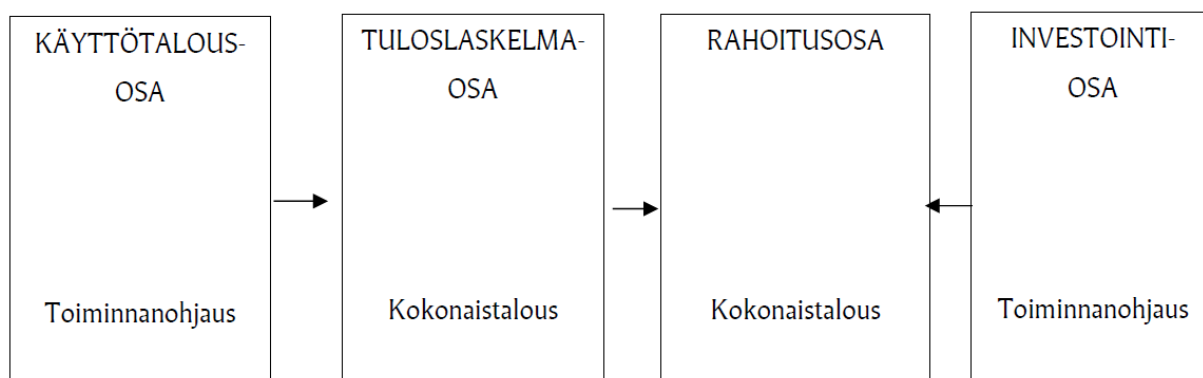 KÄYTTÖTALOUS-
OSA
Toiminnanohjaus
TULOSLASKELMA-
OSA
Kokonaistalous
RAHOITUSOSA
Kokonaistalous
INVESTOINTI-
OSA
Toiminnanohjaus